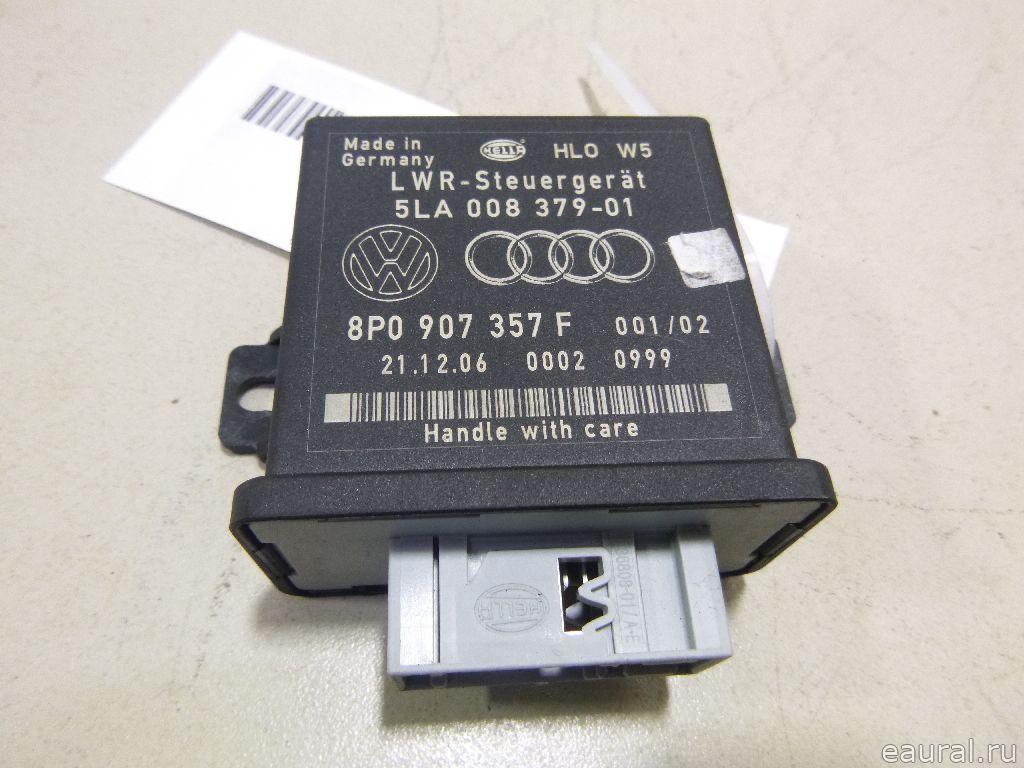 Made in
Germany
HELLA
HLO W5
LWR-Steuergerät
5LA 008 379-01
VW
8P0 907 357 F 001/02
21.12.06 0002 0999
Handle with care
HELLA
eaural.ru